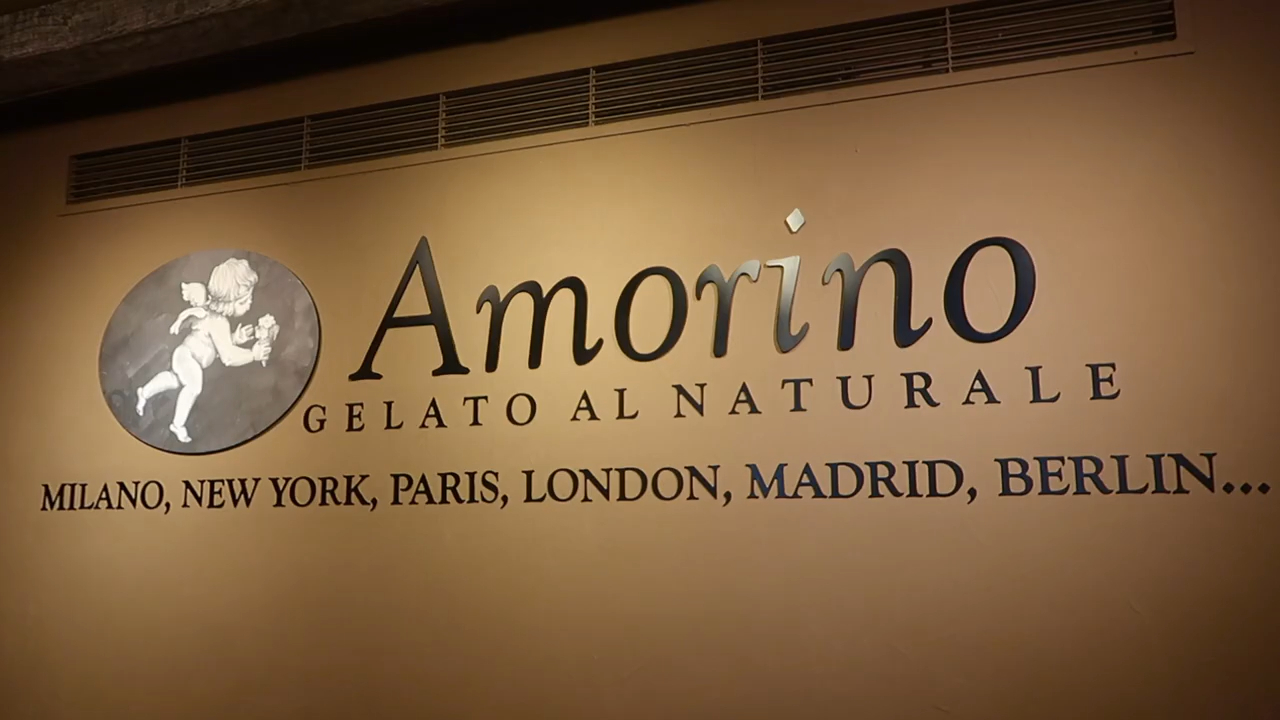 Amorino
GELATO AL NATURALE
MILANO, NEW YORK, PARIS, LONDON, MADRID, BERLIN...